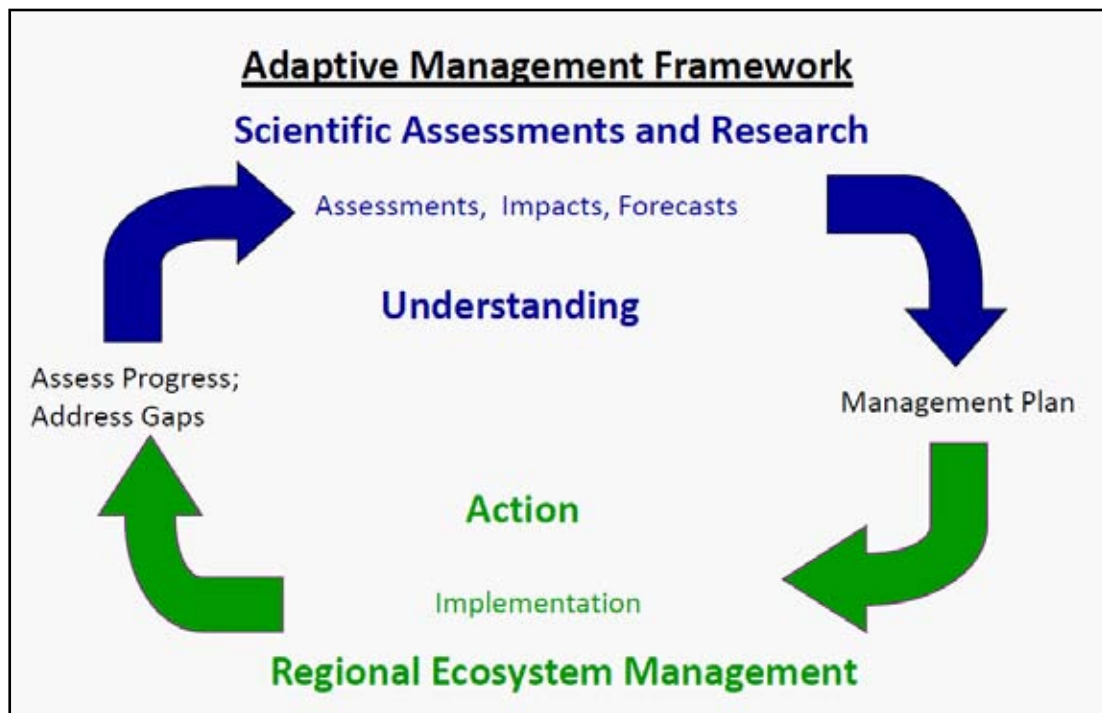 Adaptive Management Framework
Scientific Assessments and Research
Assessments, Impacts, Forecasts
Understanding
Assess Progress;
Address Gaps
Management Plan
Action
Implementation
Regional Ecosystem Management